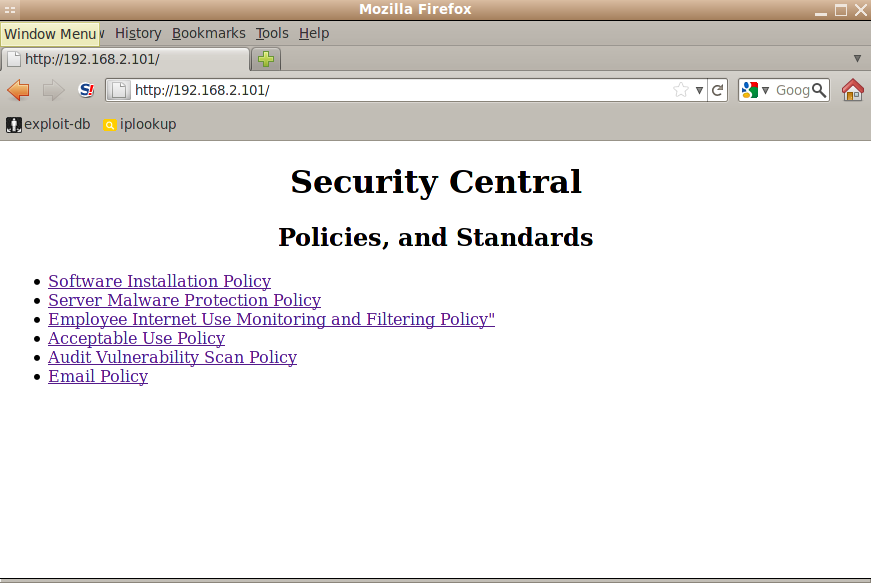 Mozilla Firefox
Window Menu History Bookmarks Tools Help
http://192.168.2.101/
http://192.168.2.101/ Goog
exploit-db iplookup
Security Central
Policies, and Standards
Software Installation Policy
Server Malware Protection Policy
Employee Internet Use Monitoring and Filtering Policy"
Acceptable Use Policy
Audit Vulnerability Scan Policy
Email Policy